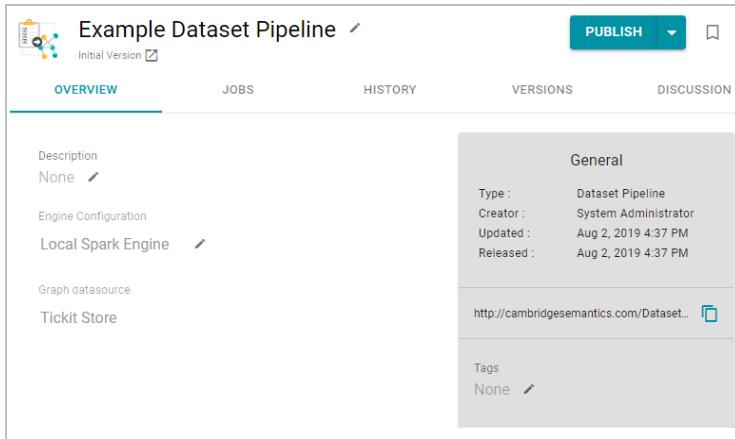 Example Dataset Pipeline
Initial Version
PUBLISH
OVERVIEW
JOBS
HISTORY
VERSIONS
DISCUSSION
Description
None
Engine Configuration
Local Spark Engine
Graph datasource
Tickit Store
General
Type : Dataset Pipeline
Creator : System Administrator
Updated : Aug 2, 2019 4:37 PM
Released : Aug 2, 2019 4:37 PM
http://cambridgesemantics.com/Dataset...
Tags
None